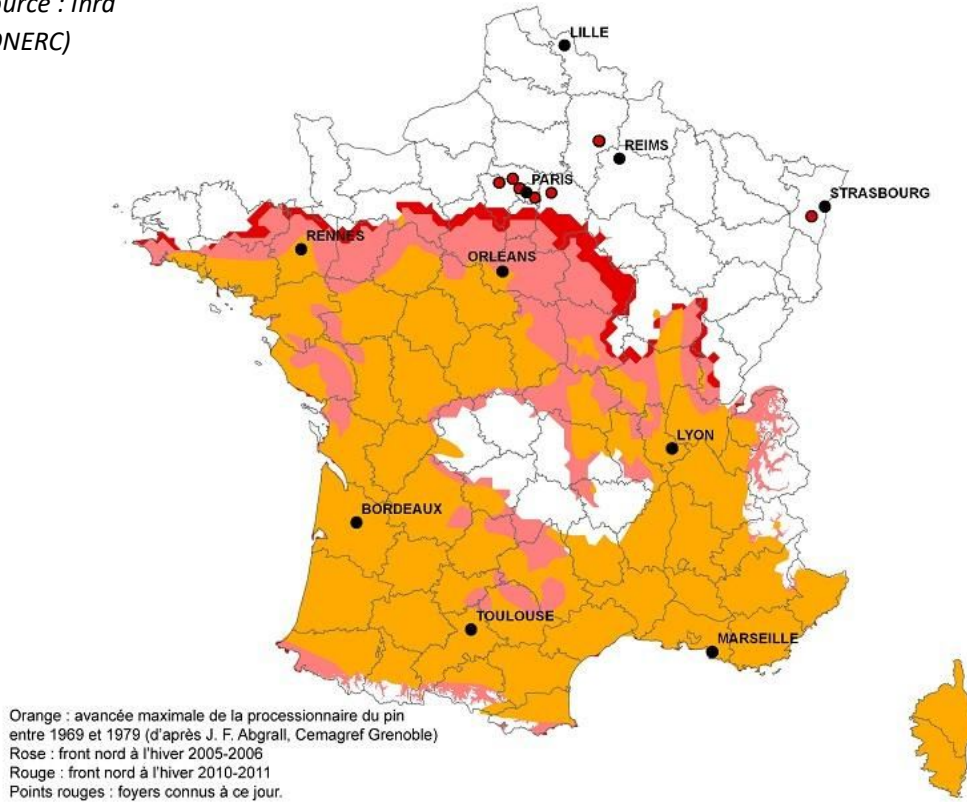 ource : Inra
ONERC)
LILLE
REIMS
PARIS
STRASBOURG
RENNES
ORLEANS
LYON
BORDEAUX
TOULOUSE
MARSEILLE
Orange : avancée maximale de la processionnaire du pin
entre 1969 et 1979 (d'après J. F. Abgrall, Cemagref Grenoble)
Rose : front nord à l'hiver 2005-2006
Rouge : front nord à l'hiver 2010-2011
Points rouges : foyers connus à ce jour.